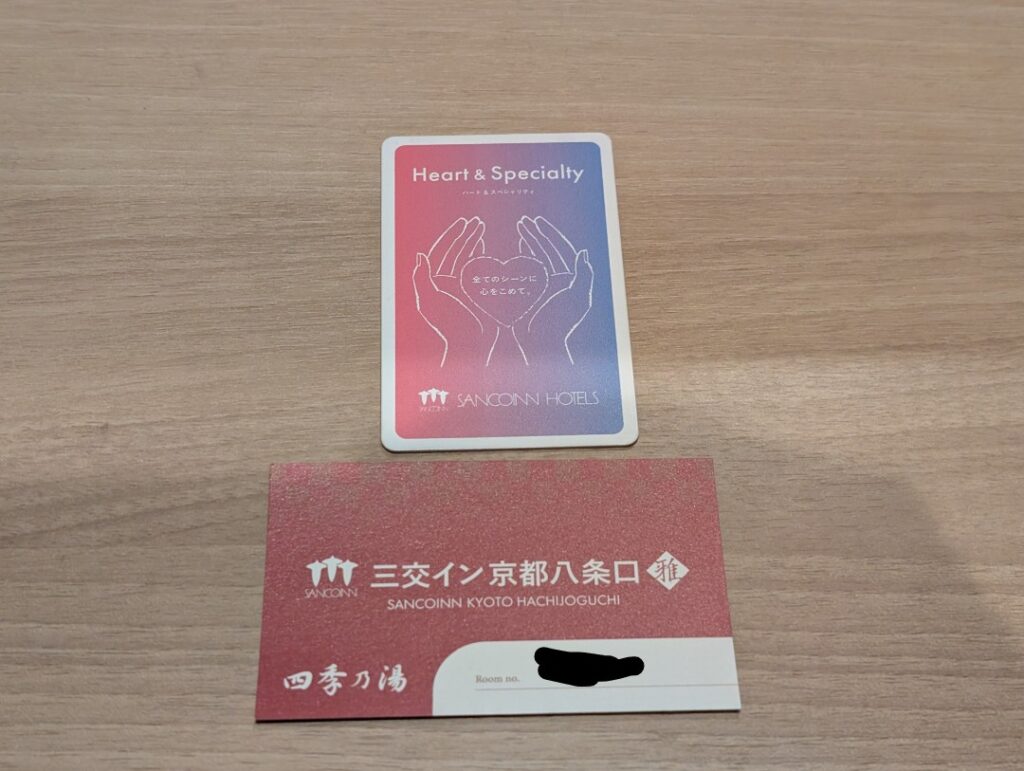 Heart & Specialty
ハート & スペシャリティ
全てのシーンに
心をこめて。
SANCOINN SANCOINN HOTELS
SANCOINN 三交イン 京都八条口 雅
SANCOINN KYOTO HACHIJOGUCHI
四季乃湯
Room no.